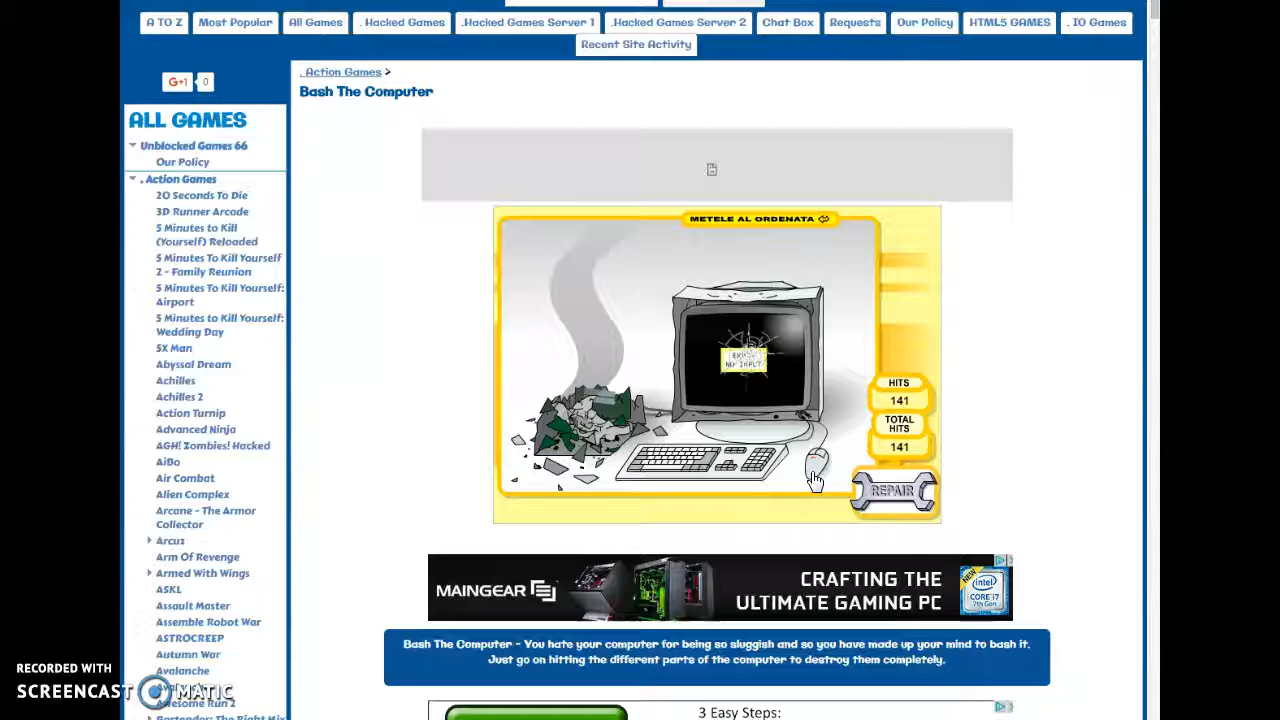 A TO Z
Most Popular
All Games
. Hacked Games
.Hacked Games Server 1
.Hacked Games Server 2
Chat Box
Requests
Our Policy
HTML5 GAMES
. IO Games
Recent Site Activity
G+1 0
. Action Games >
Bash The Computer
ALL GAMES
Unblocked Games 66
Our Policy
. Action Games
20 Seconds To Die
3D Runner Arcade
5 Minutes to Kill
(Yourself) Reloaded
5 Minutes To Kill Yourself
2 - Family Reunion
5 Minutes To Kill Yourself:
Airport
5 Minutes to Kill Yourself:
Wedding Day
5X Man
Abyssal Dream
Achilles
Achilles 2
Action Turnip
Advanced Ninja
AGH! Zombies! Hacked
AiBo
Air Combat
Alien Complex
Arcane - The Armor
Collector
Arcuz
Arm Of Revenge
Armed With Wings
ASKL
Assault Master
Assemble Robot War
ASTROCREEP
Autumn War
Avalanche
Awesome Run 2
METELE AL ORDENATA
NO INPUT
HITS
141
TOTAL
HITS
141
REPAIR
MAINGEAR
CRAFTING THE
ULTIMATE GAMING PC
NEW
intel
CORE i7
7th Gen
Bash The Computer - You hate your computer for being so sluggish and so you have made up your mind to bash it.
Just go on hitting the different parts of the computer to destroy them completely.
3 Easy Steps:
RECORDED WITH
SCREENCAST MATIC